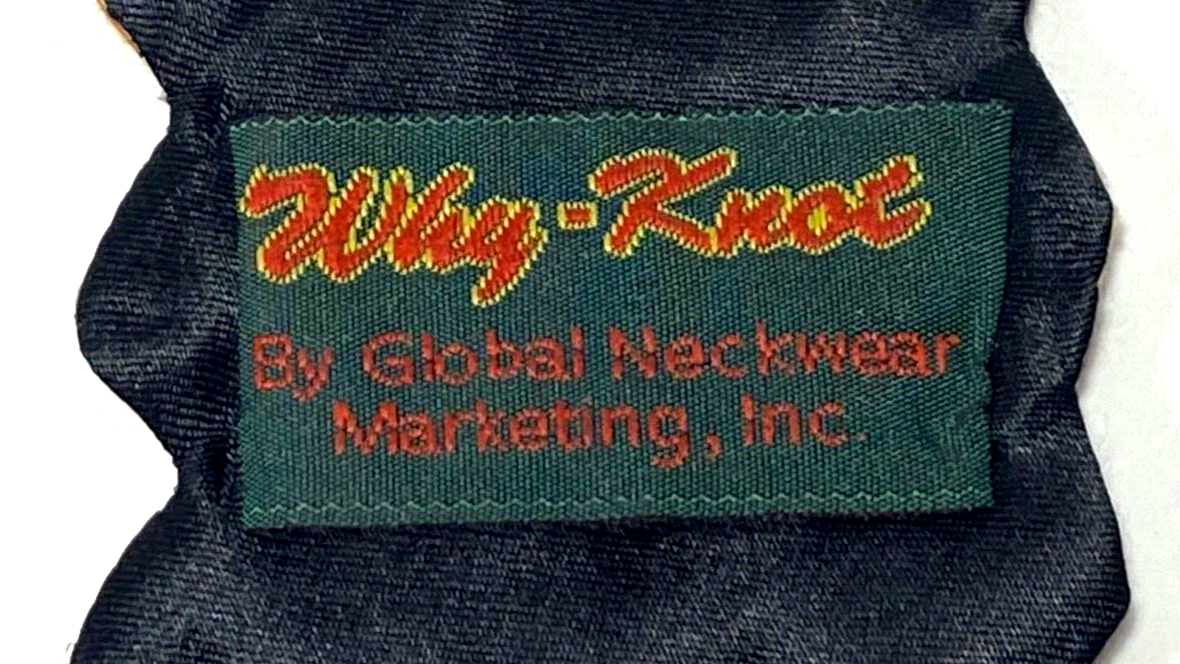 Why-Knot
By Global Neckwear
Marketing, Inc.